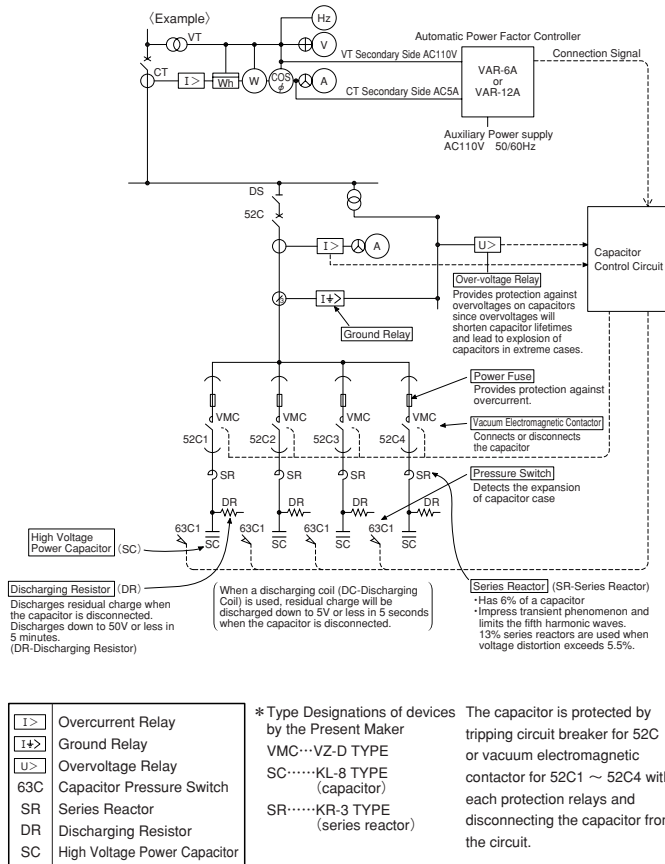 〈Example〉
Hz
VT
V
CT
I>
Wh
W
COS
φ
A
VT Secondary Side AC110V
CT Secondary Side AC5A
Automatic Power Factor Controller
VAR-6A
or
VAR-12A
Connection Signal
Auxiliary Power supply
AC110V 50/60Hz
DS
52C
I>
A
U>
Capacitor
Control Circuit
Over-voltage Relay
Provides protection against
overvoltages on capacitors
since overvoltages will
shorten capacitor lifetimes
and lead to explosion of
capacitors in extreme cases.
Ground Relay
Power Fuse
Provides protection against
overcurrent.
VMC VMC VMC VMC
52C1 52C2 52C3 52C4
Vacuum Electromagnetic Contactor
Connects or disconnects
the capacitor
SR SR SR SR
Pressure Switch
Detects the expansion
of capacitor case
DR DR DR DR
63C1 63C1 63C1 63C1
SC SC SC SC
High Voltage
Power Capacitor (SC)
Discharging Resistor (DR)
Discharges residual charge when
the capacitor is disconnected.
Discharges down to 50V or less in
5 minutes.
(DR-Discharging Resistor)
When a discharging coil (DC-Discharging
Coil) is used, residual charge will be
discharged down to 5V or less in 5 seconds
when the capacitor is disconnected.
Series Reactor (SR-Series Reactor)
・Has 6% of a capacitor
・Impress transient phenomenon and
limits the fifth harmonic waves.
13% series reactors are used when
voltage distortion exceeds 5.5%.
I> Overcurrent Relay
Ground Relay
U> Overvoltage Relay
63C Capacitor Pressure Switch
SR Series Reactor
DR Discharging Resistor
SC High Voltage Power Capacitor
＊Type Designations of devices
by the Present Maker
VMC…VZ-D TYPE
SC……KL-8 TYPE
(capacitor)
SR……KR-3 TYPE
(series reactor)
The capacitor is protected by
tripping circuit breaker for 52C
or vacuum electromagnetic
contactor for 52C1 ～ 52C4 with
each protection relays and
disconnecting the capacitor from
the circuit.